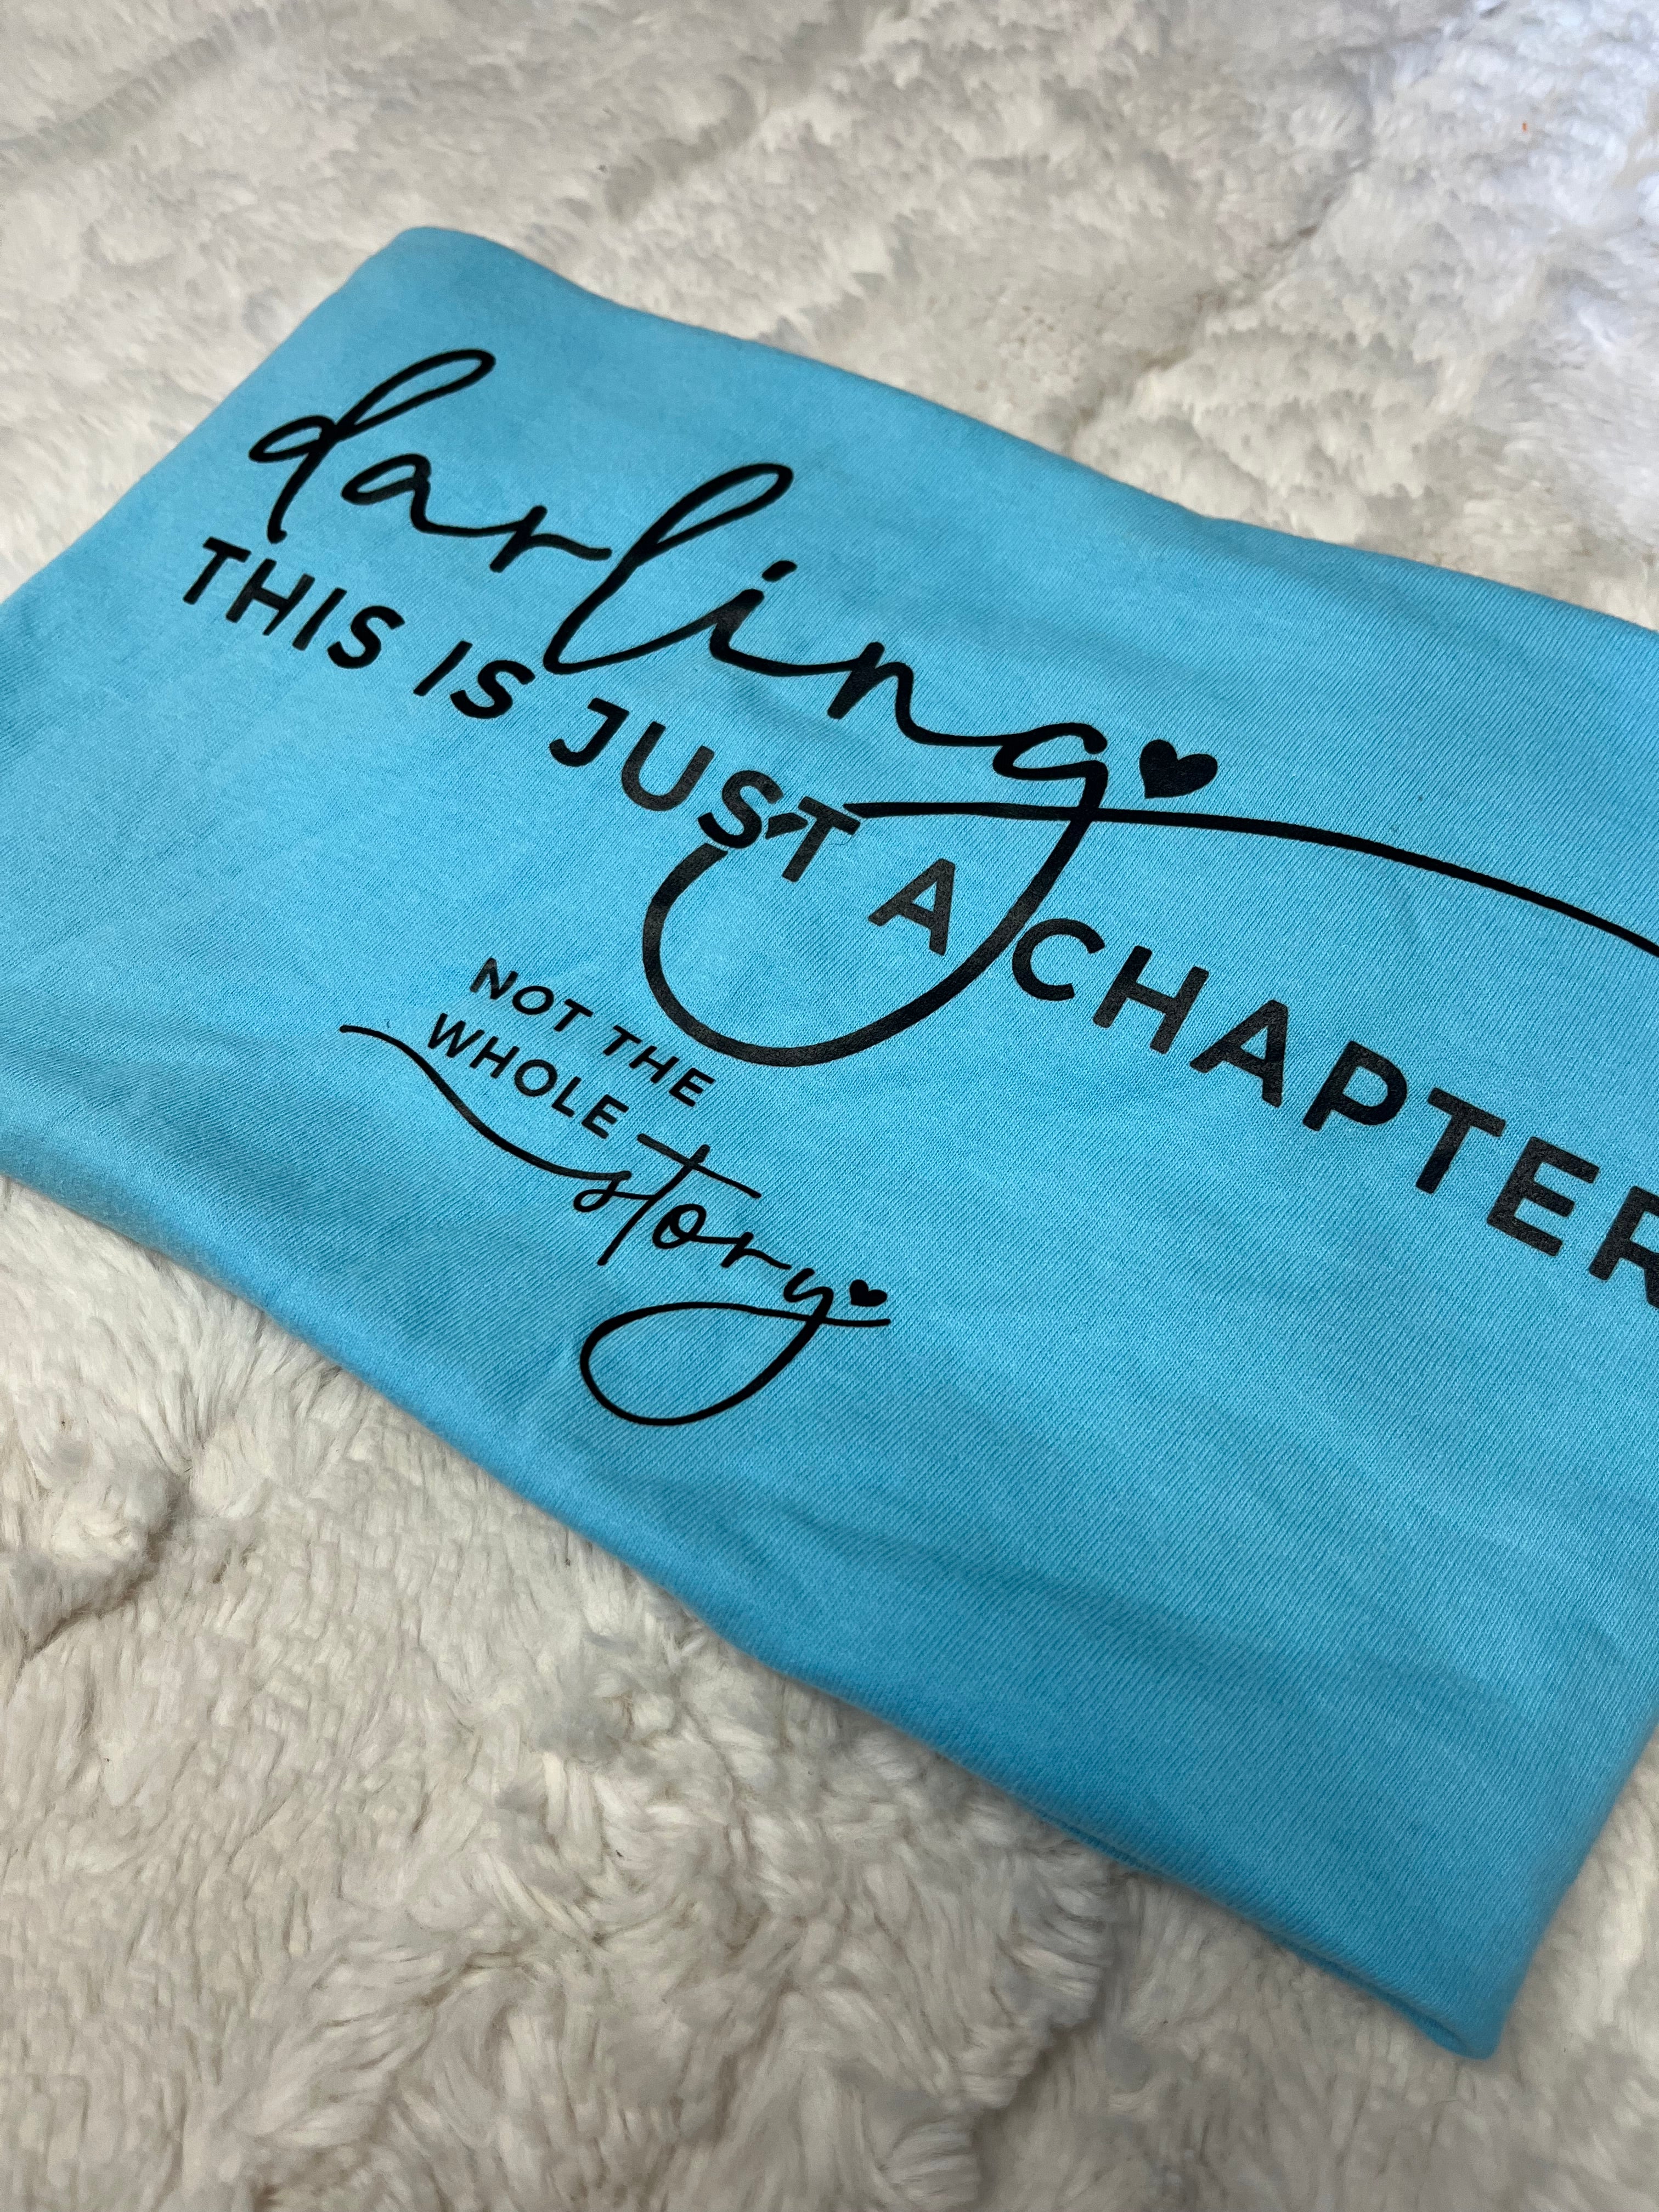 darling
THIS IS JUST A CHAPTER
NOT THE
WHOLE
story